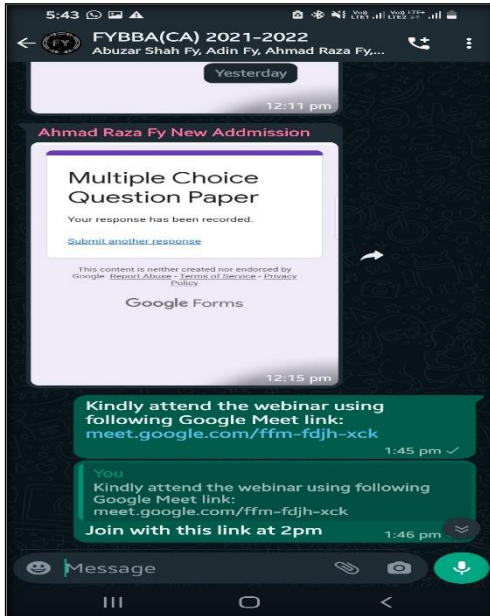 5:43
FYBBA(CA) 2021-2022
Abuzar Shah Fy, Adin Fy, Ahmad Raza Fy,...
Yesterday
12:11 pm
Ahmad Raza Fy New Addmission
Multiple Choice
Question Paper
Your response has been recorded.
Submit another response
This content is neither created nor endorsed by
Google. Report Abuse - Terms of Service - Privacy
Policy
Google Forms
12:15 pm
Kindly attend the webinar using
following Google Meet link:
meet.google.com/ffm-fdjh-xck
1:45 pm
You
Kindly attend the webinar using following
Google Meet link:
meet.google.com/ffm-fdjh-xck
Join with this link at 2pm
1:46 pm
Message